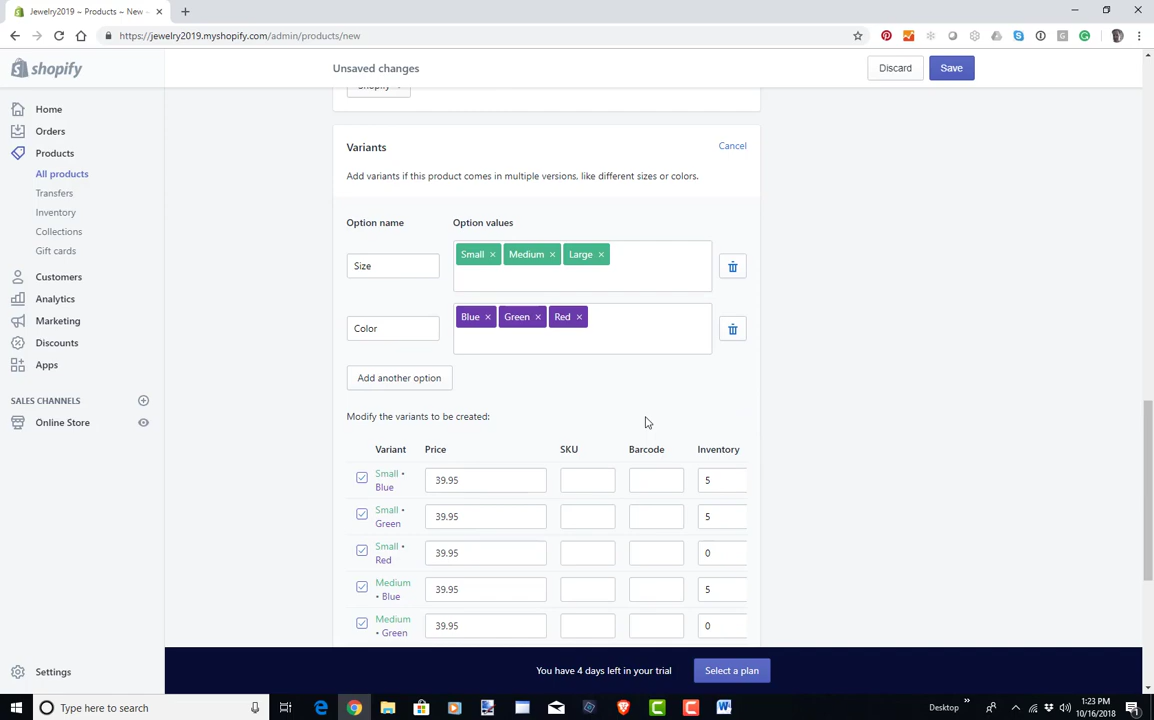 Jewelry2019 ~ Products ~ New -
https://jewelry2019.myshopify.com/admin/products/new
shopify
Unsaved changes
Discard
Save
Home
Orders
Products
All products
Transfers
Inventory
Collections
Gift cards
Customers
Analytics
Marketing
Discounts
Apps
SALES CHANNELS
Online Store
Settings
Shopify
Variants
Cancel
Add variants if this product comes in multiple versions, like different sizes or colors.
Option name Option values
Size Small × Medium × Large ×
Color Blue × Green × Red ×
Add another option
Modify the variants to be created:
Variant Price SKU Barcode Inventory
Small • Blue 39.95 5
Small • Green 39.95 5
Small • Red 39.95 0
Medium • Blue 39.95 5
Medium • Green 39.95 0
You have 4 days left in your trial
Select a plan
Type here to search
Desktop
1:23 PM
10/16/2018